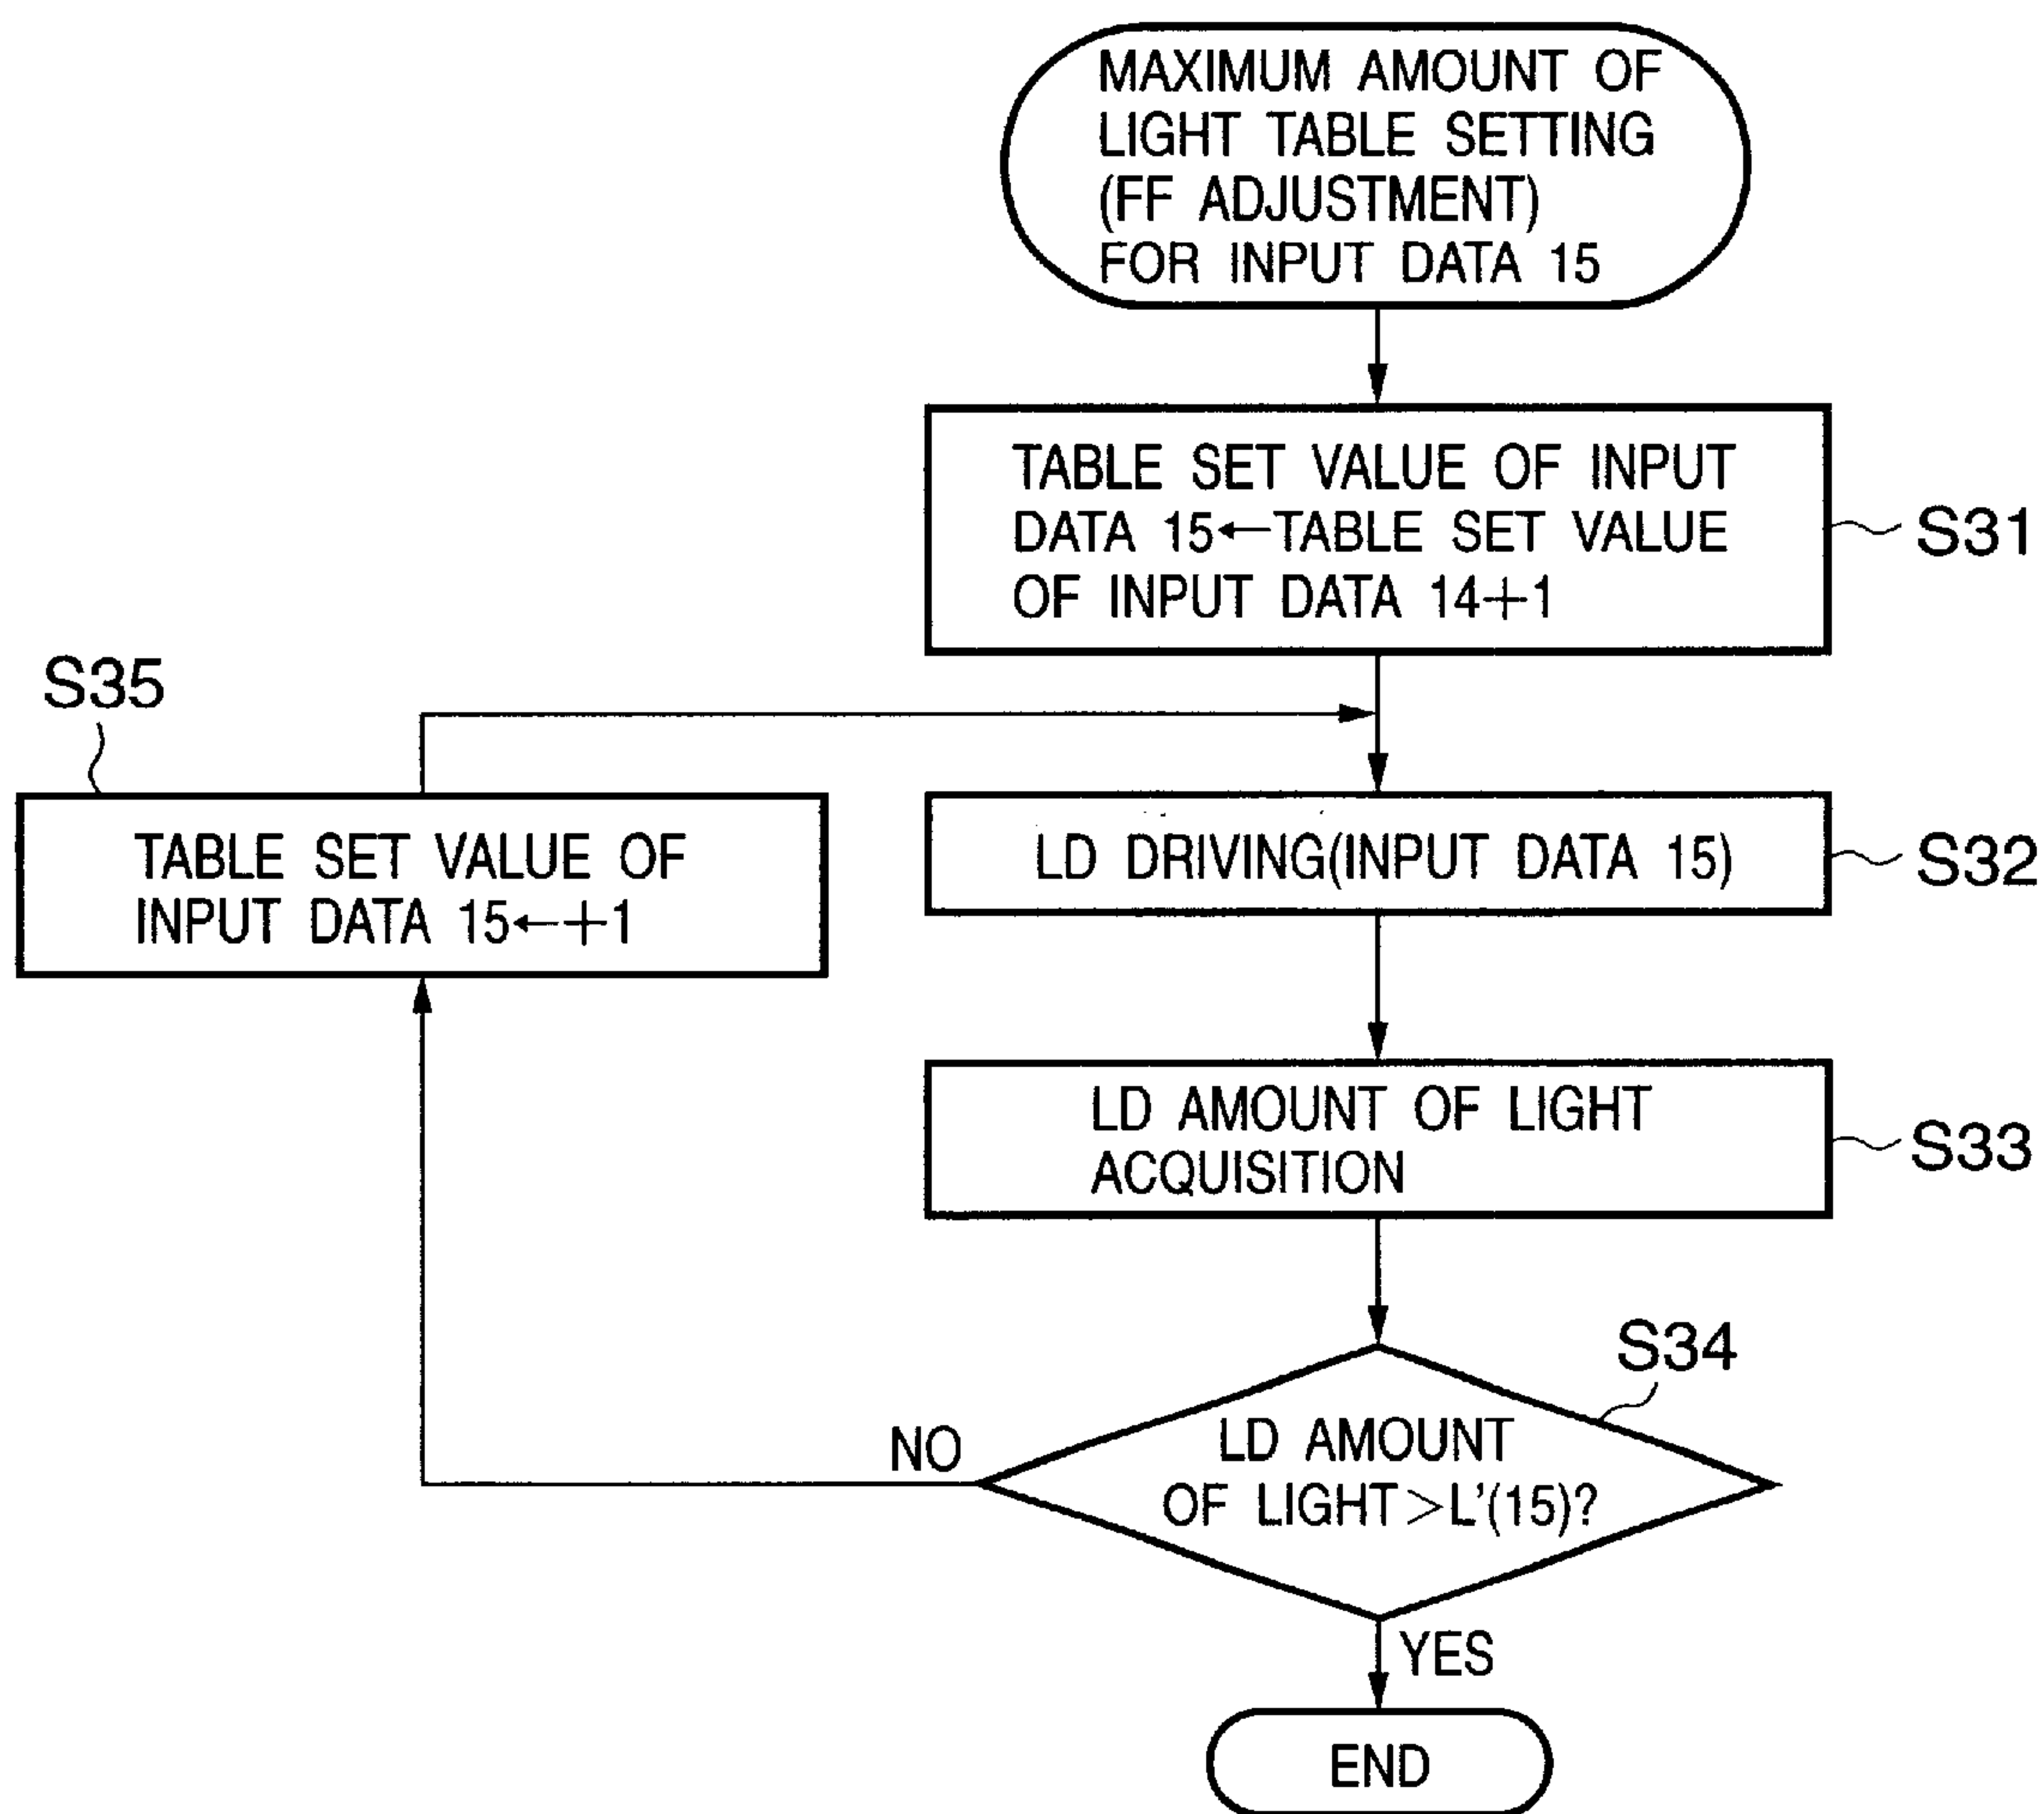 MAXIMUM AMOUNT OF
LIGHT TABLE SETTING
(FF ADJUSTMENT)
FOR INPUT DATA 15
TABLE SET VALUE OF INPUT
DATA 15←TABLE SET VALUE
OF INPUT DATA 14+1
S31
S35
TABLE SET VALUE OF
INPUT DATA 15←+1
LD DRIVING(INPUT DATA 15)
S32
LD AMOUNT OF LIGHT
ACQUISITION
S33
S34
LD AMOUNT
OF LIGHT>L'(15)?
NO
YES
END